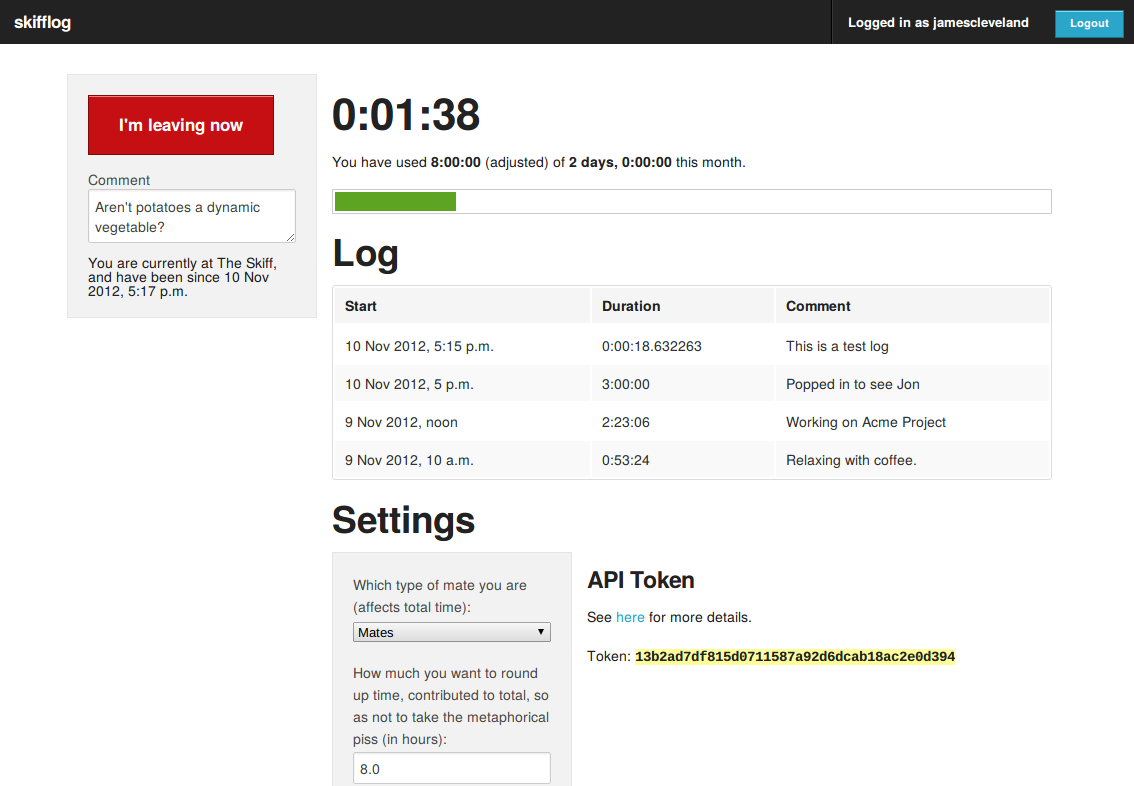 skifflog
Logged in as jamescleveland
Logout
I'm leaving now
Comment
Aren't potatoes a dynamic
vegetable?
You are currently at The Skiff,
and have been since 10 Nov
2012, 5:17 p.m.
0:01:38
You have used 8:00:00 (adjusted) of 2 days, 0:00:00 this month.
Log
Start Duration Comment
10 Nov 2012, 5:15 p.m. 0:00:18.632263 This is a test log
10 Nov 2012, 5 p.m. 3:00:00 Popped in to see Jon
9 Nov 2012, noon 2:23:06 Working on Acme Project
9 Nov 2012, 10 a.m. 0:53:24 Relaxing with coffee.
Settings
Which type of mate you are
(affects total time):
Mates
How much you want to round
up time, contributed to total, so
as not to take the metaphorical
piss (in hours):
8.0
API Token
See here for more details.
Token: 13b2ad7df815d0711587a92d6dcab18ac2e0d394